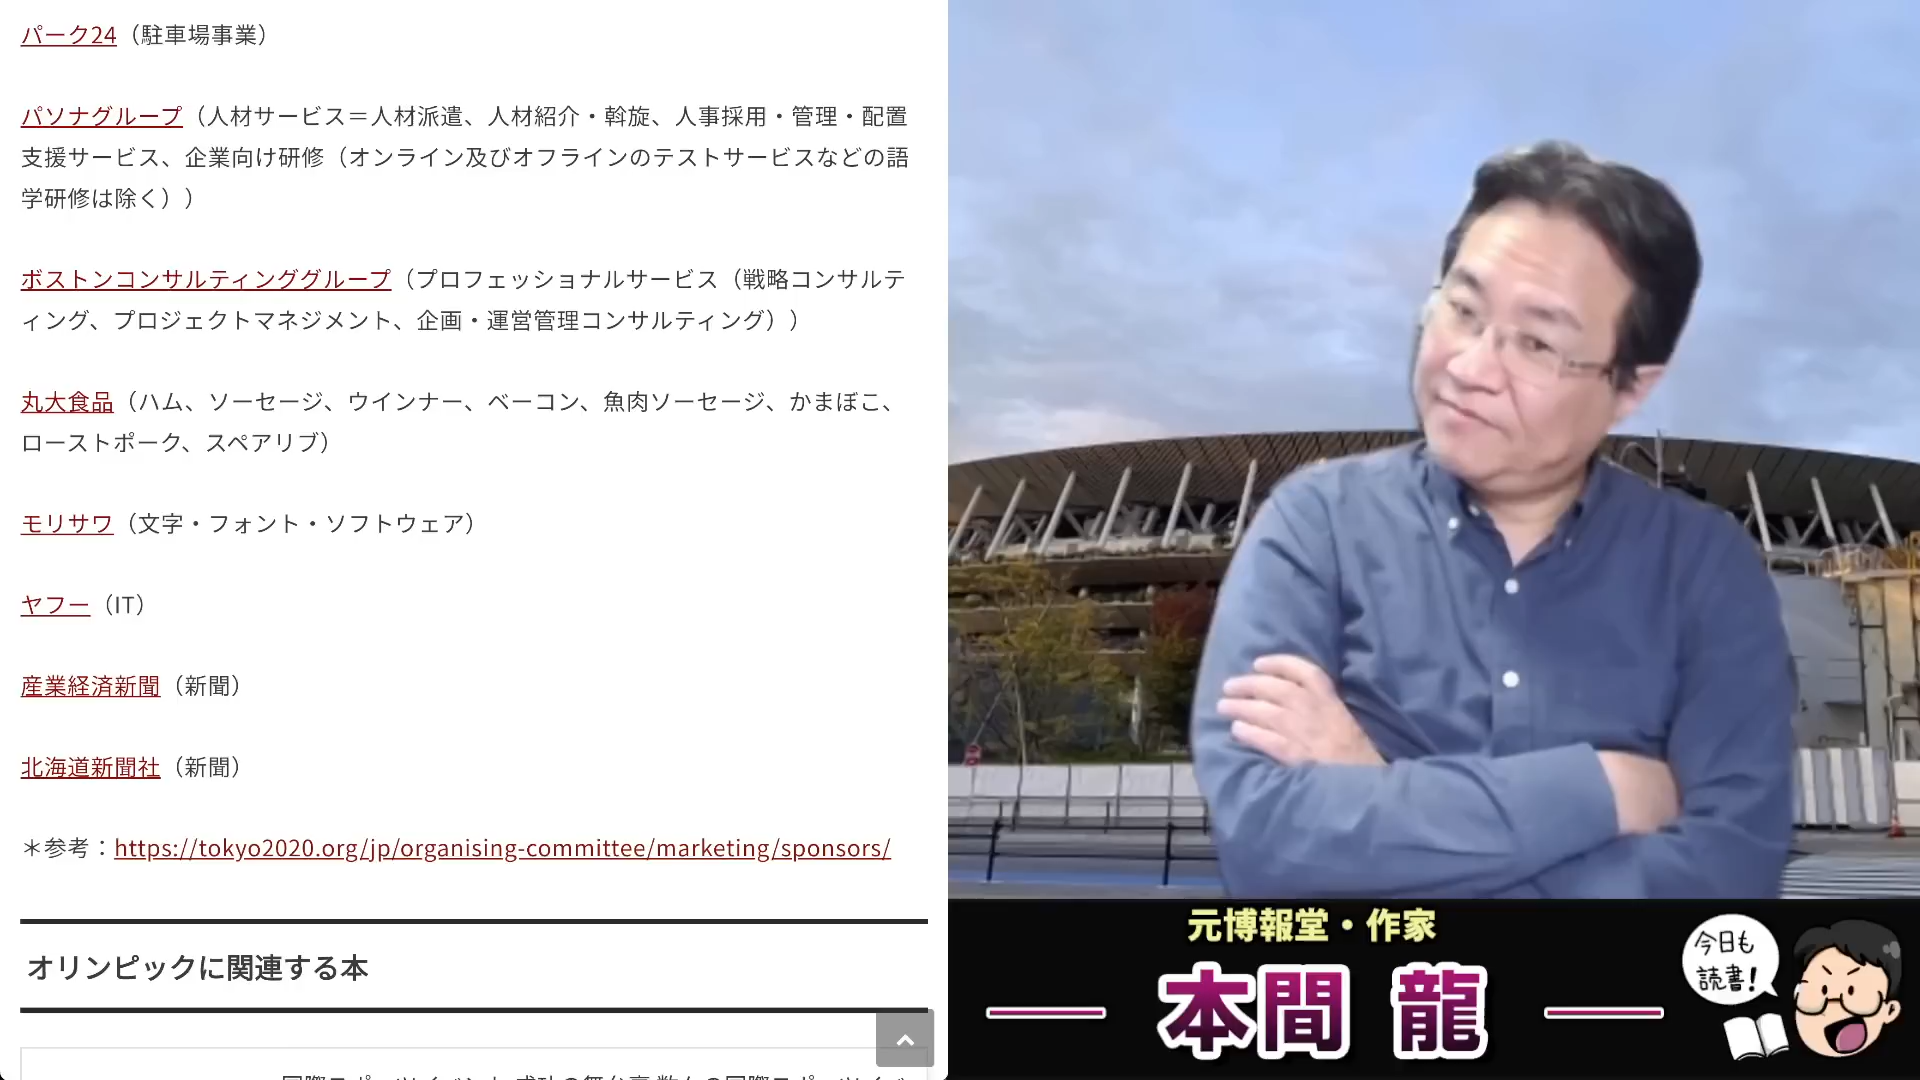 パーク24（駐車場事業）
パソナグループ（人材サービス＝人材派遣、人材紹介・斡旋、人事採用・管理・配置
支援サービス、企業向け研修（オンライン及びオフラインのテストサービスなどの語
学研修は除く））
ボストンコンサルティンググループ（プロフェッショナルサービス（戦略コンサルテ
ィング、プロジェクトマネジメント、企画・運営管理コンサルティング））
丸大食品（ハム、ソーセージ、ウインナー、ベーコン、魚肉ソーセージ、かまぼこ、
ローストポーク、スペアリブ）
モリサワ（文字・フォント・ソフトウェア）
ヤフー（IT）
産業経済新聞（新聞）
北海道新聞社（新聞）
＊参考：https://tokyo2020.org/jp/organising-committee/marketing/sponsors/
オリンピックに関連する本
元博報堂・作家
本間 龍
今日も
読書!